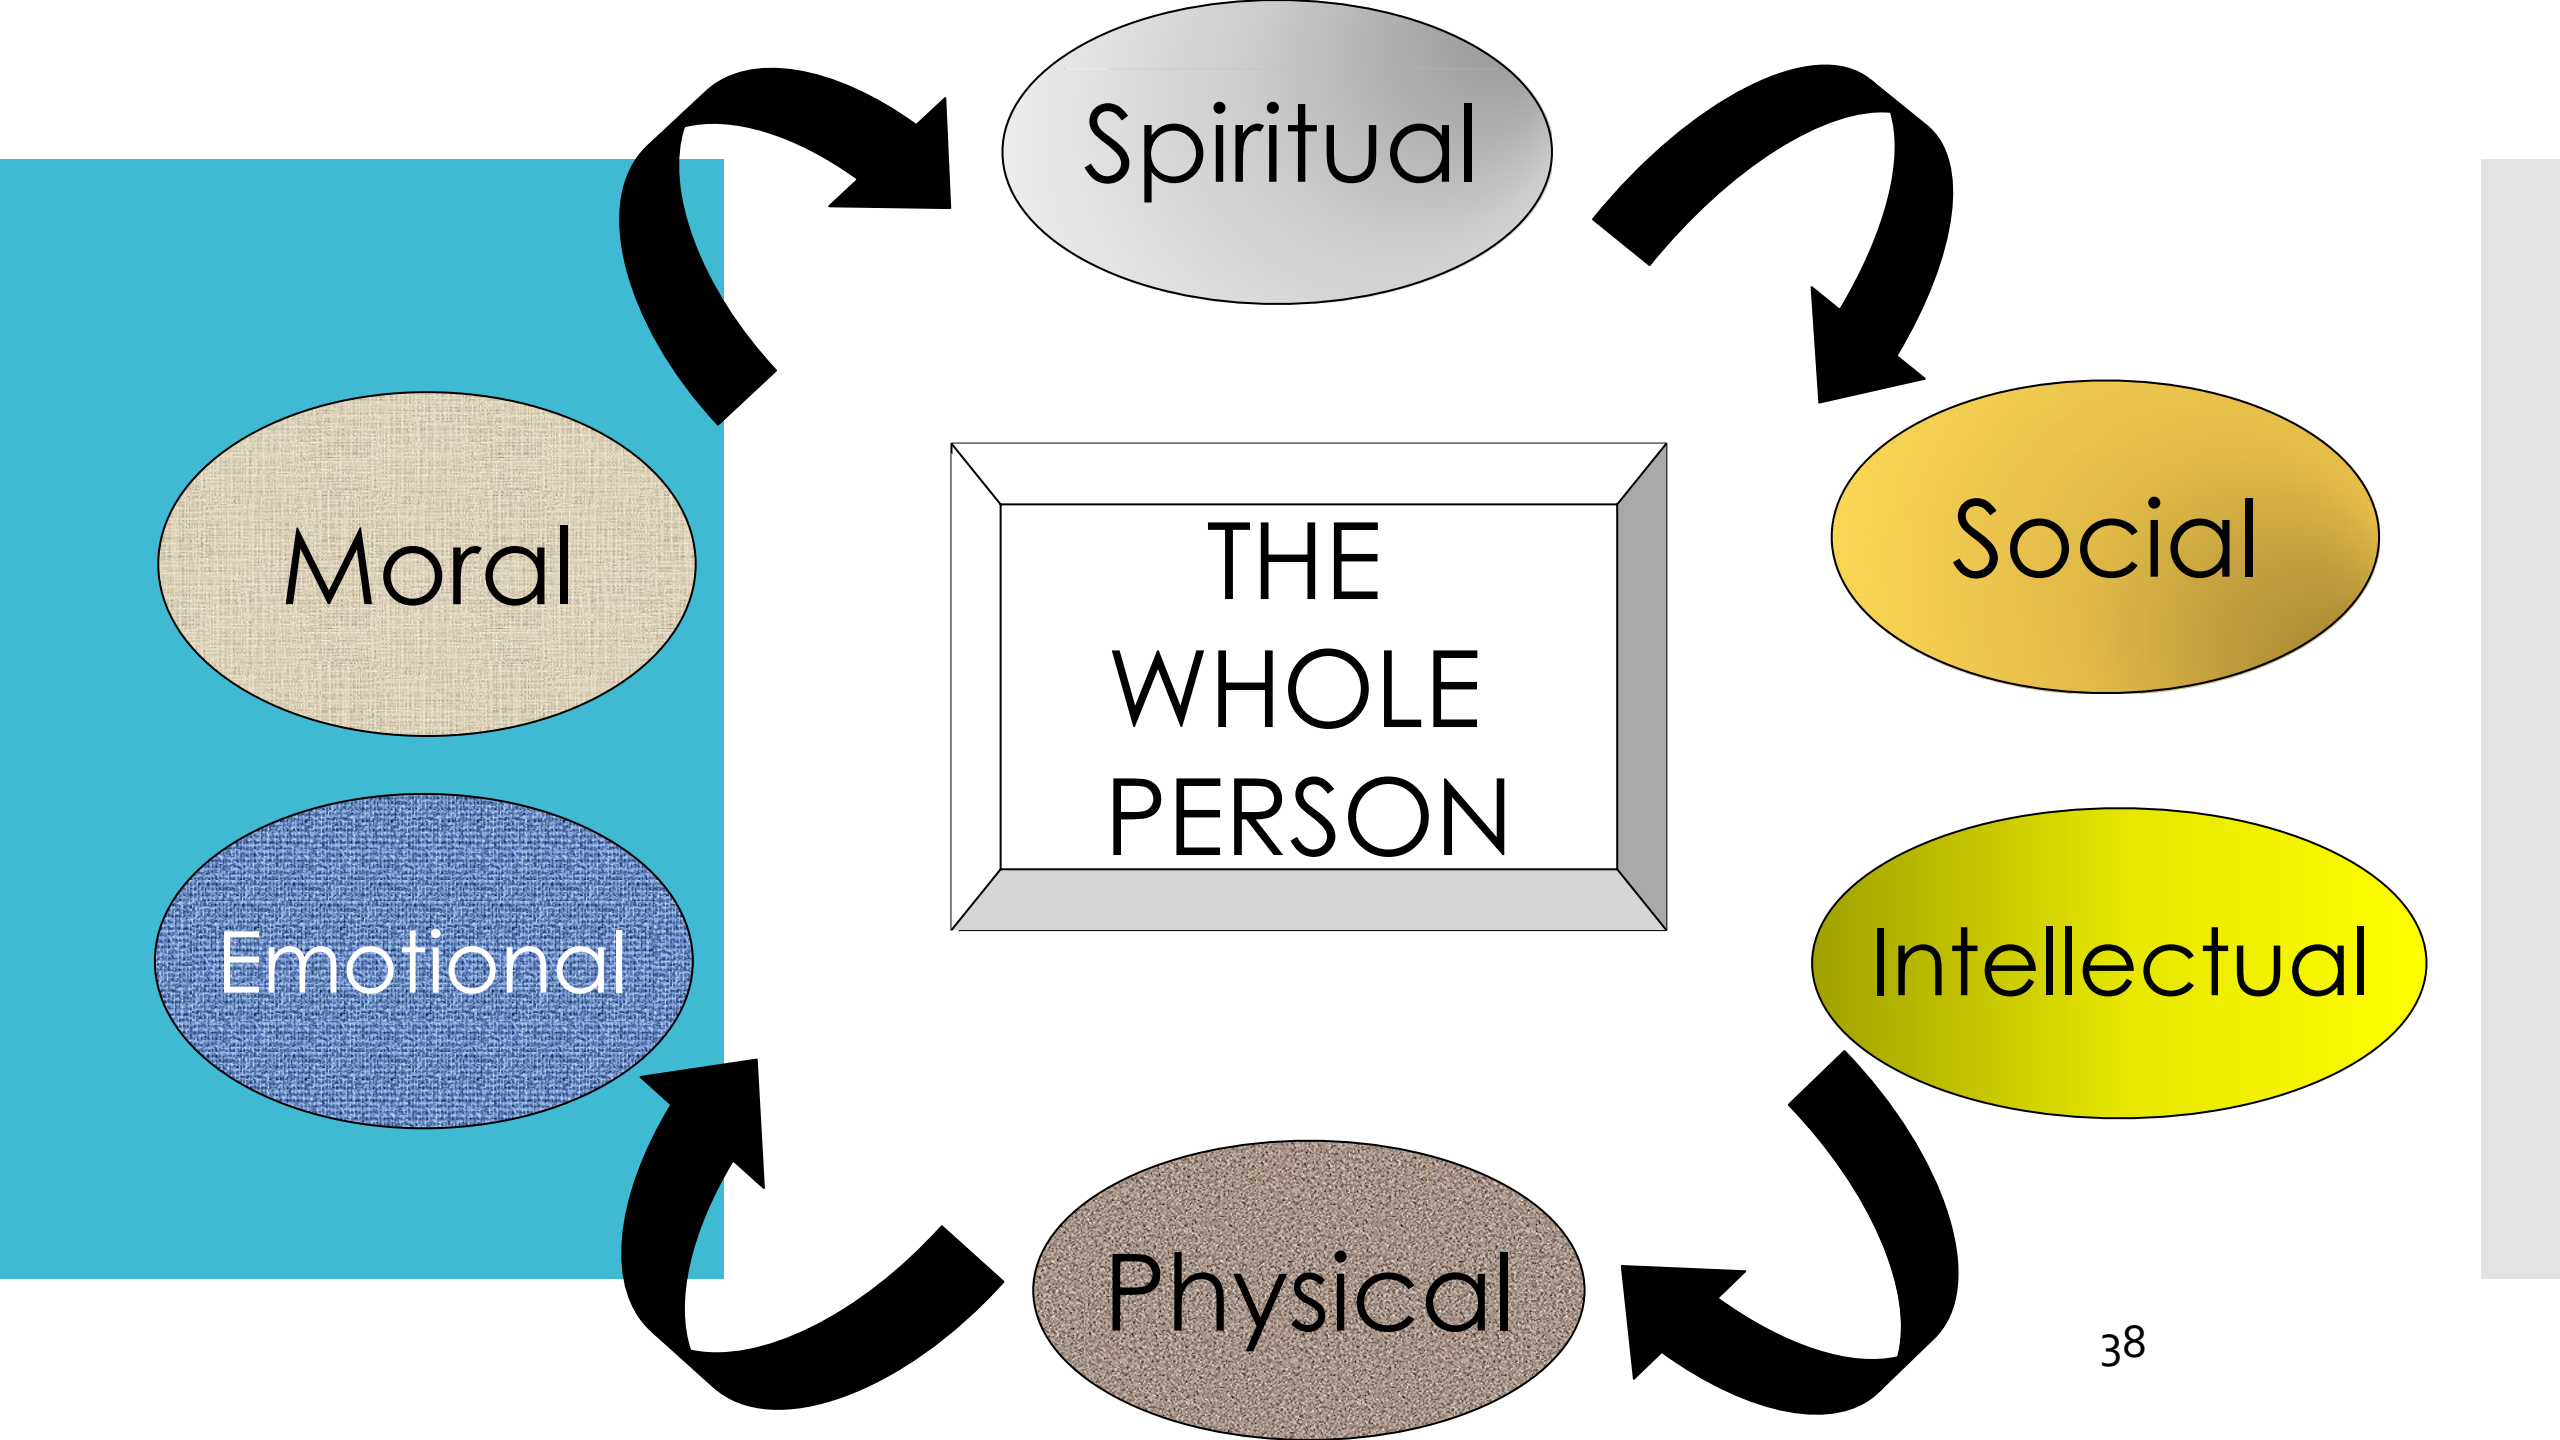 Spiritual
Social
Moral
THE
WHOLE
PERSON
Emotional
Intellectual
Physical
38